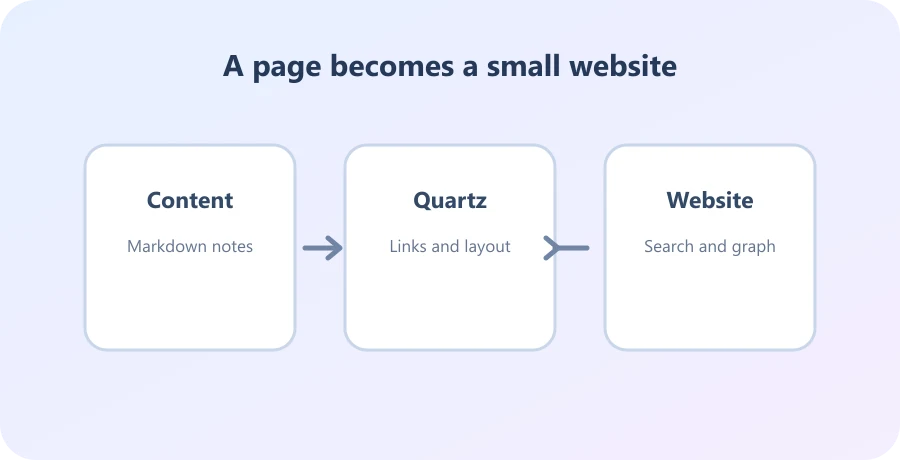 A page becomes a small website
Content
Markdown notes
Quartz
Links and layout
Website
Search and graph